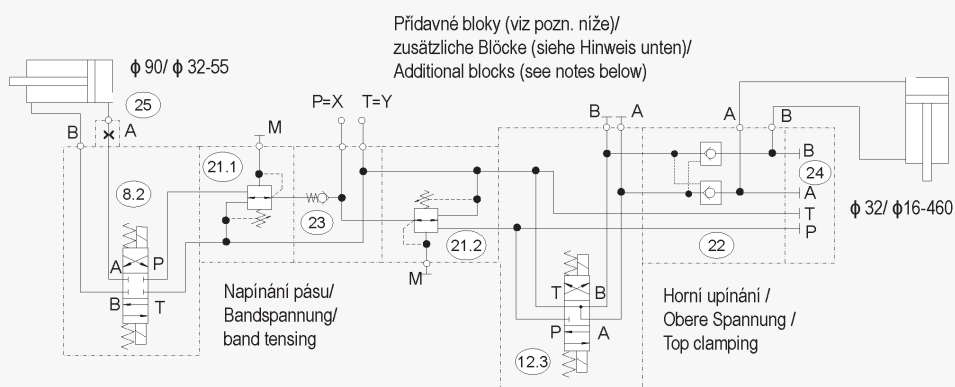 Přídavné bloky (viz pozn. níže)/
zusätzliche Blöcke (siehe Hinweis unten)/
Additional blocks (see notes below)
ϕ 90/ ϕ 32-55
25
P=X T=Y
B A
A B
B A
M
21.1
8.2
23
21.2
22
24
B
A
T
P
ϕ 32/ ϕ16-460
A P
B T
M
Napínání pásu/
Bandspannung/
band tensing
T B
P A
12.3
Horní upínání /
Obere Spannung /
Top clamping